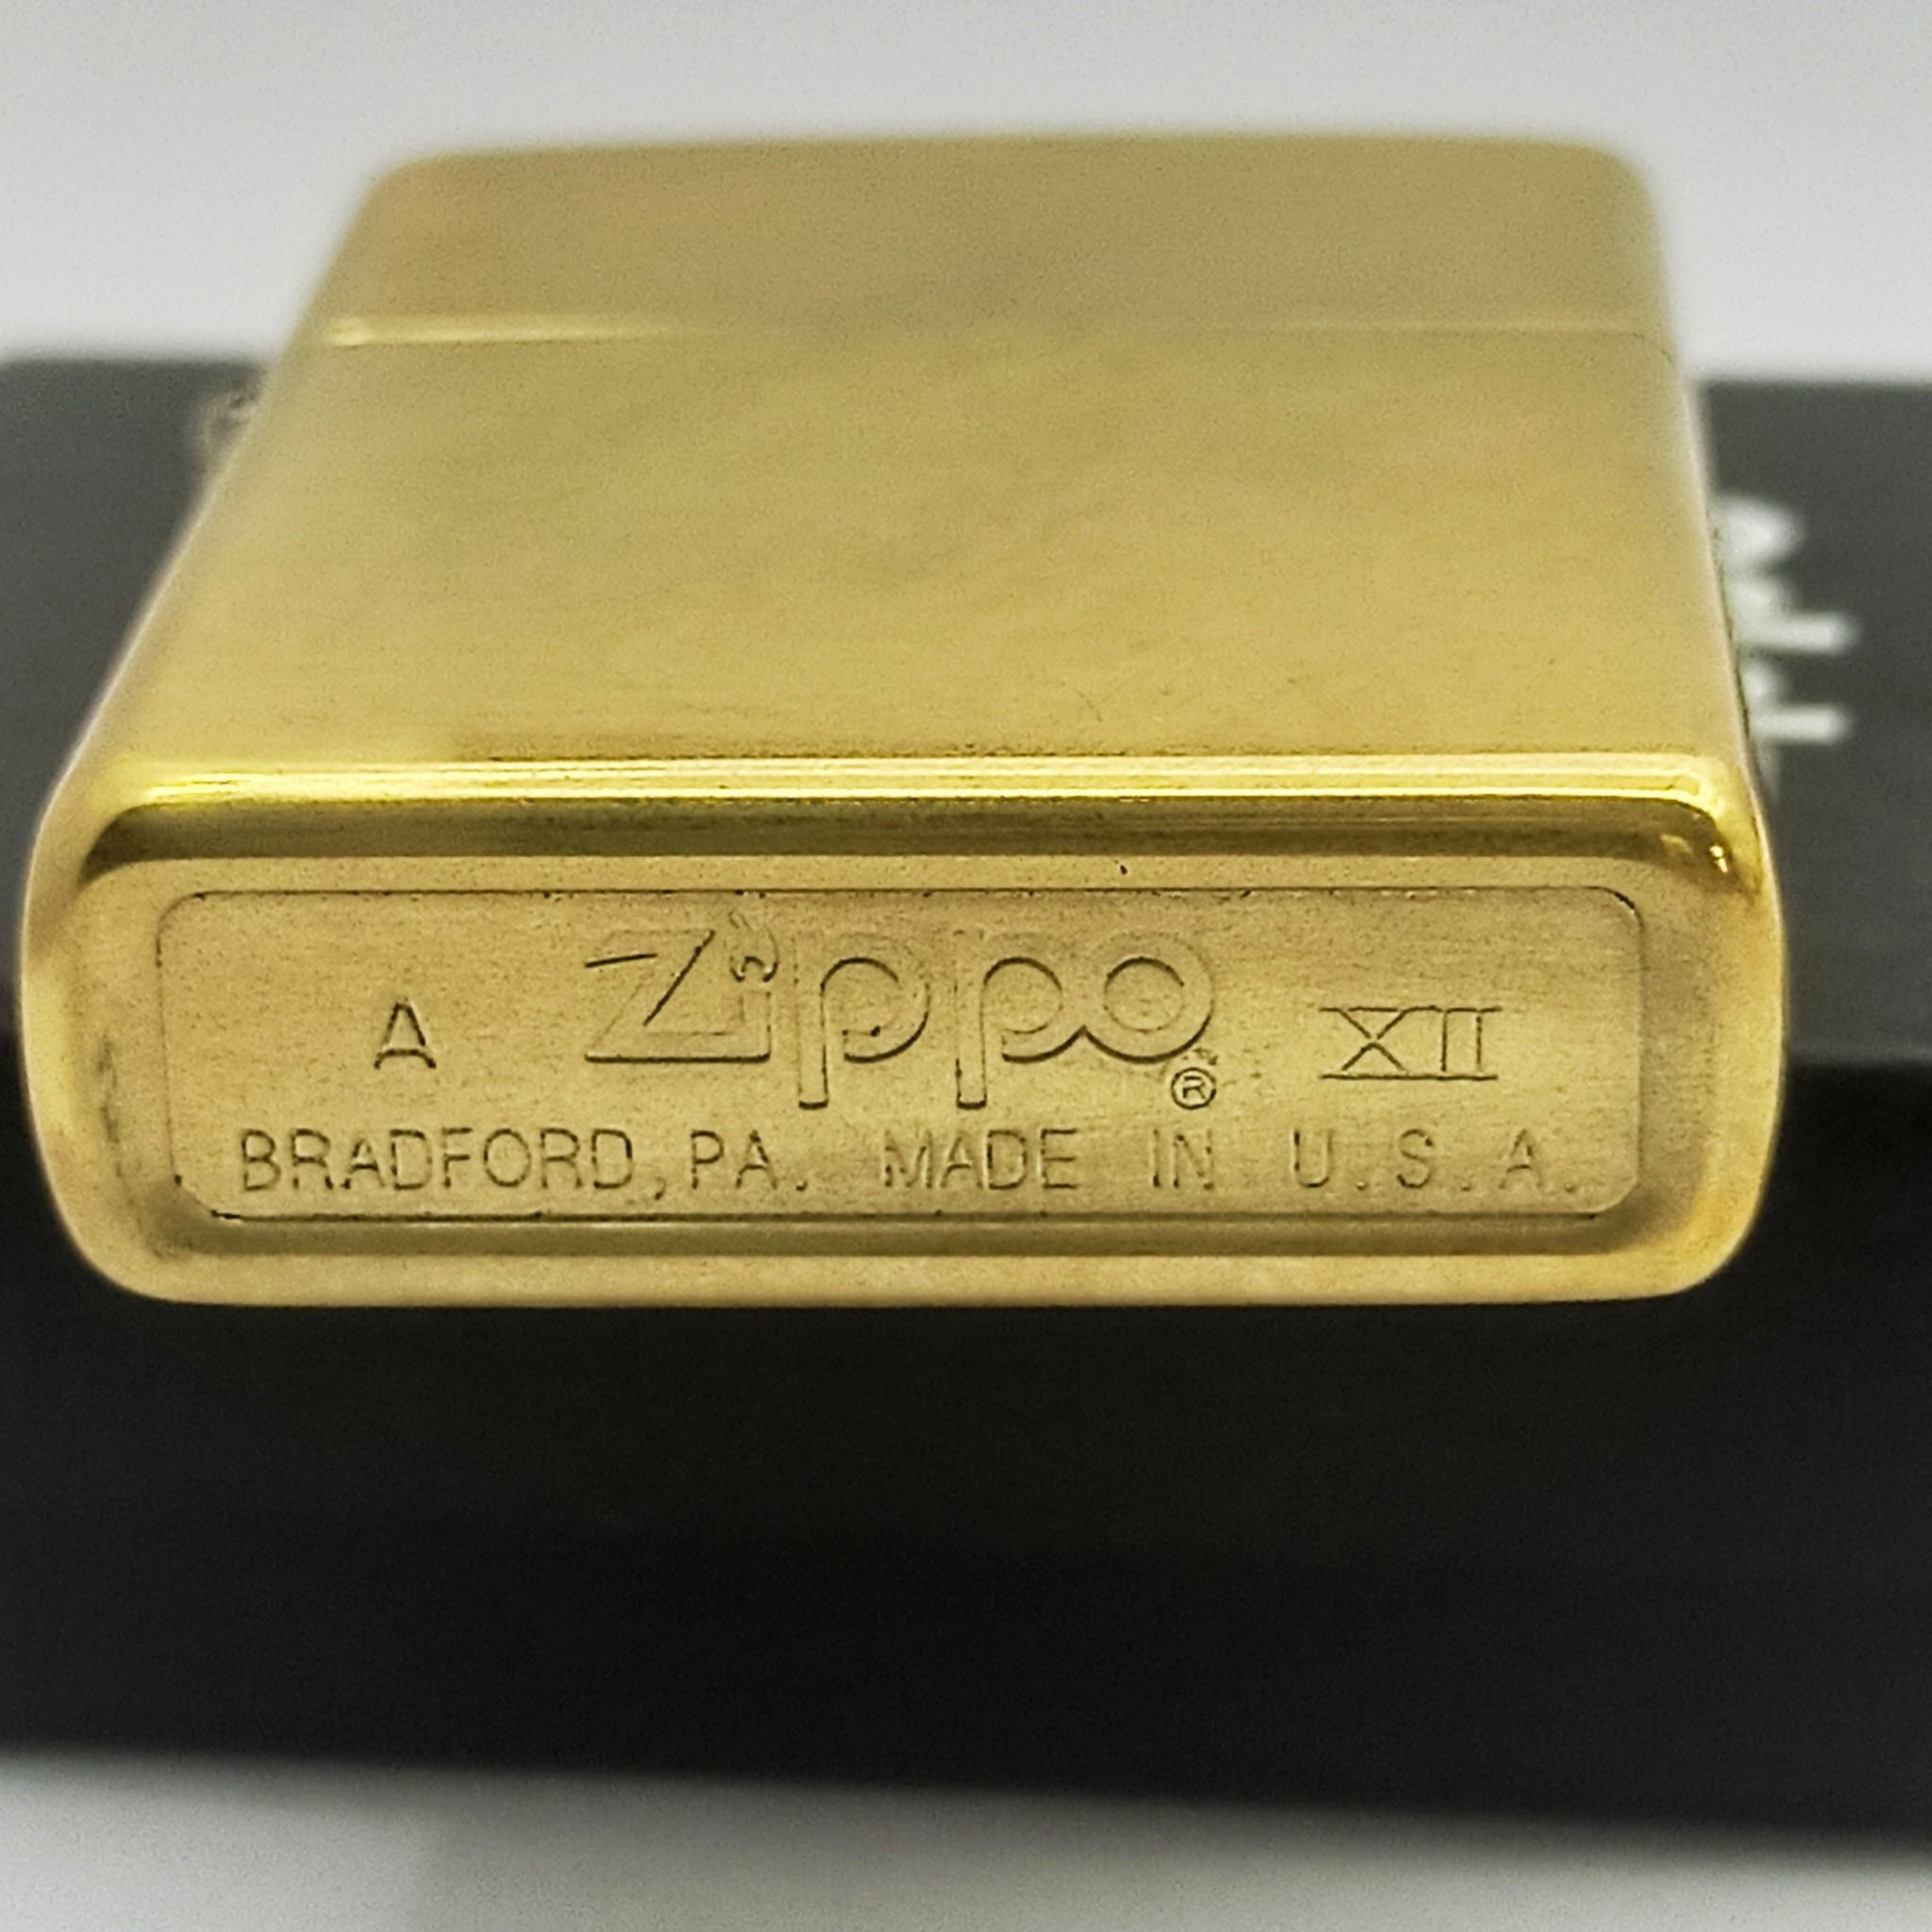 A Zippo® XII
BRADFORD, PA. MADE IN U.S.A.